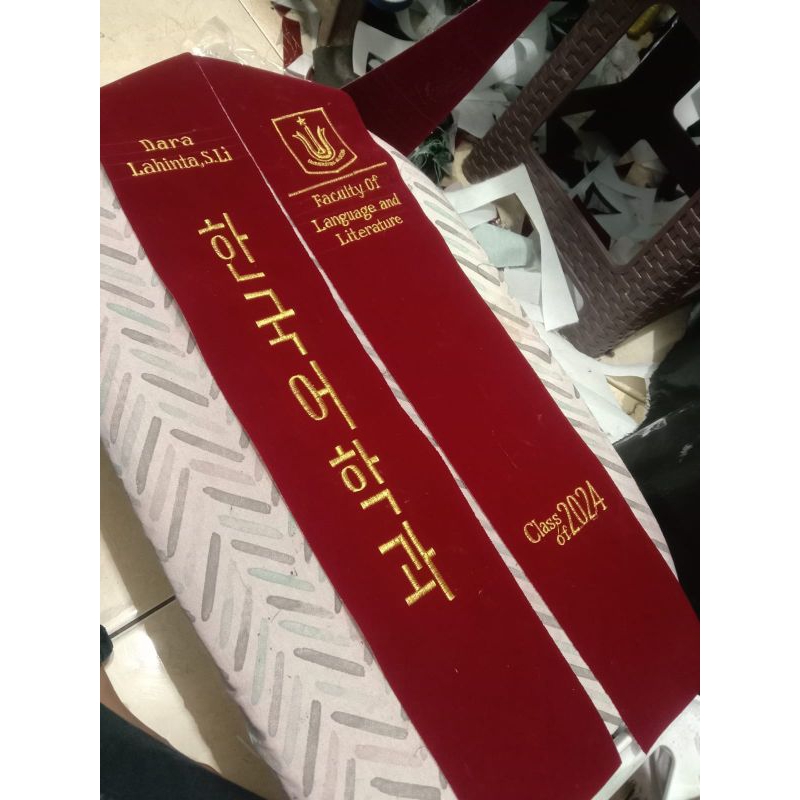 Dara
Lahinta,S.Li
한국어학과
Faculty Of
Language and
Literature
Class
of 2024